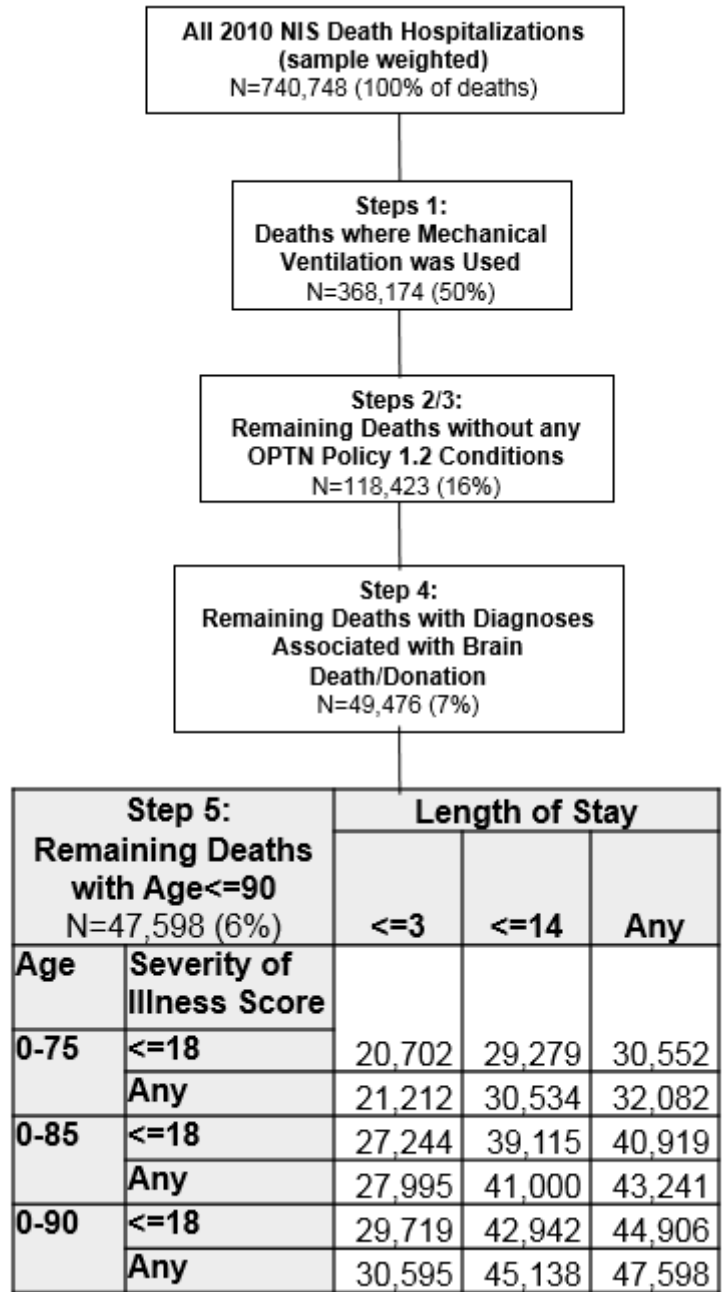 All 2010 NIS Death Hospitalizations
(sample weighted)
N=740,748 (100% of deaths)
Steps 1:
Deaths where Mechanical
Ventilation was Used
N=368,174 (50%)
Steps 2/3:
Remaining Deaths without any
OPTN Policy 1.2 Conditions
N=118,423 (16%)
Step 4:
Remaining Deaths with Diagnoses
Associated with Brain
Death/Donation
N=49,476 (7%)
Step 5:
Remaining Deaths
with Age<=90
N=47,598 (6%)
Length of Stay
<=3 <=14 Any
Age Severity of
Illness Score
0-75 <=18 20,702 29,279 30,552
Any 21,212 30,534 32,082
0-85 <=18 27,244 39,115 40,919
Any 27,995 41,000 43,241
0-90 <=18 29,719 42,942 44,906
Any 30,595 45,138 47,598